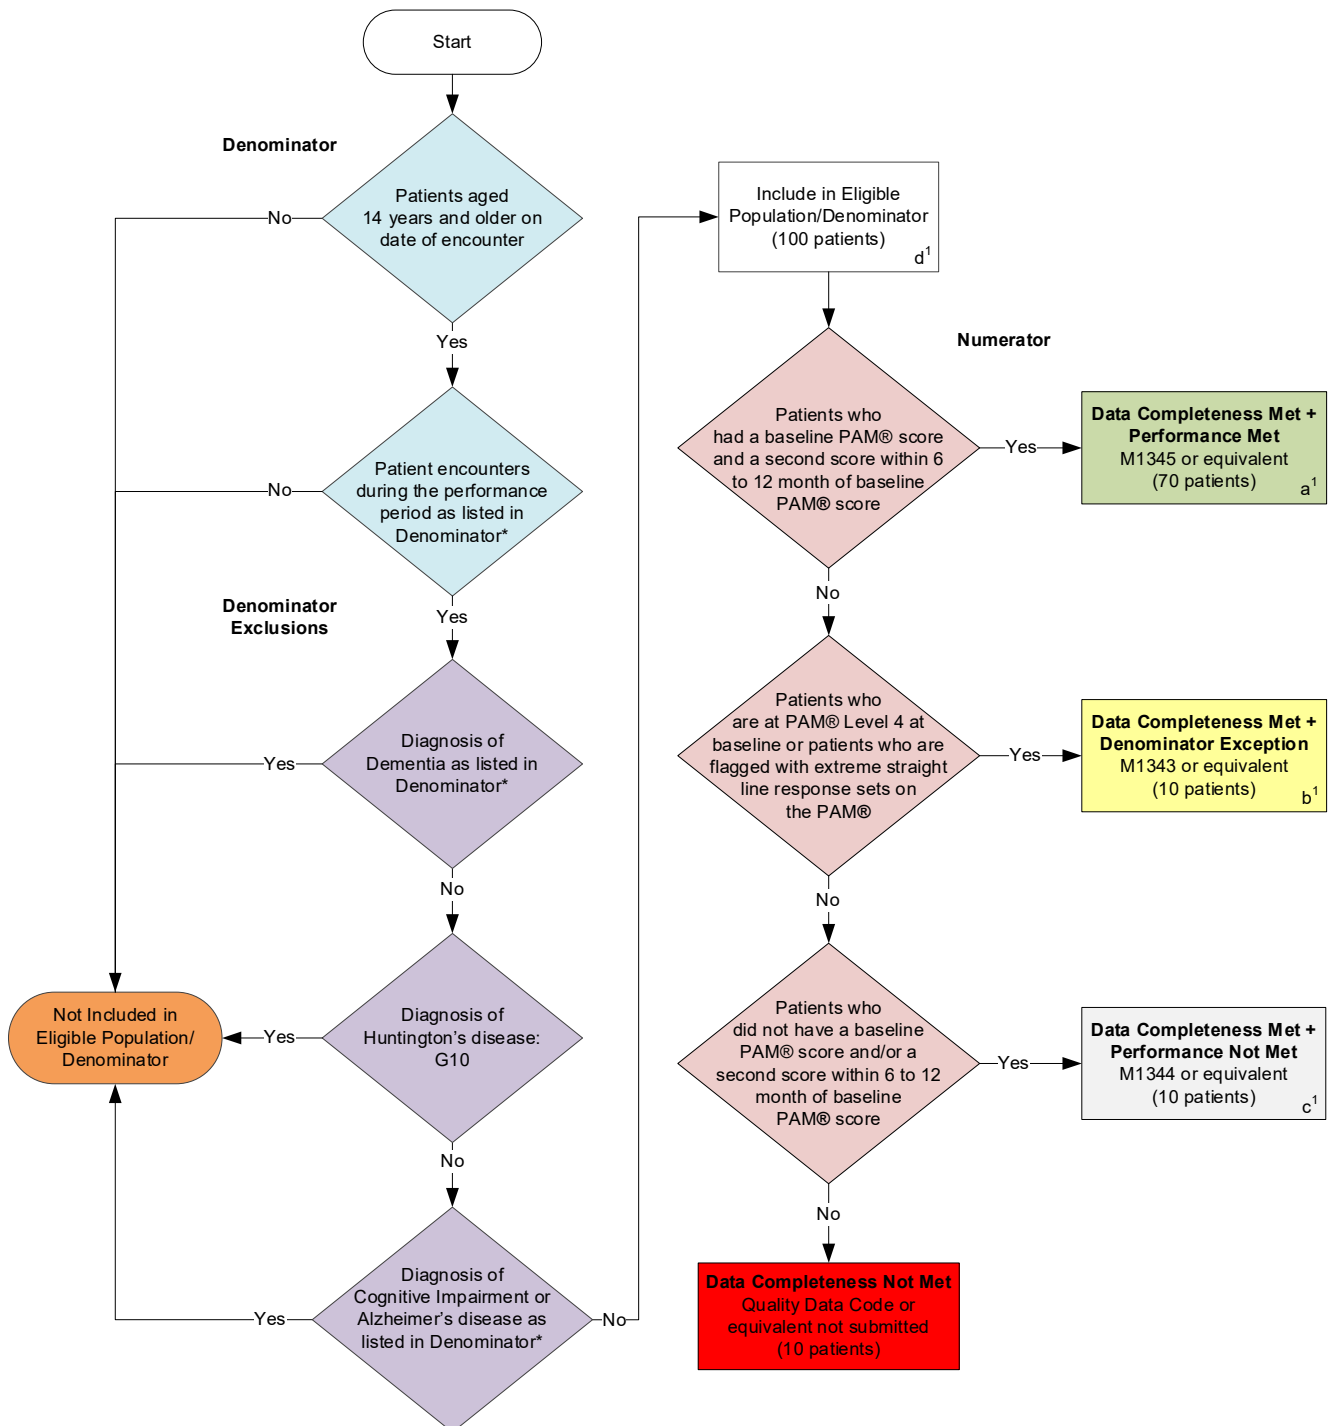 Start
Denominator
Patients aged
14 years and older on
date of encounter
No
Yes
Patient encounters
during the performance
period as listed in
Denominator*
No
Yes
Denominator
Exclusions
Diagnosis of
Dementia as listed in
Denominator*
Yes
No
Diagnosis of
Huntington’s disease:
G10
Yes
No
Not Included in
Eligible Population/
Denominator
Diagnosis of
Cognitive Impairment or
Alzheimer’s disease as
listed in Denominator*
Yes
No
Include in Eligible
Population/Denominator
(100 patients)
d¹
Numerator
Patients who
had a baseline PAM® score
and a second score within 6
to 12 month of baseline
PAM® score
Yes
No
Data Completeness Met +
Performance Met
M1345 or equivalent
(70 patients)
a¹
Patients who
are at PAM® Level 4 at
baseline or patients who are
flagged with extreme straight
line response sets on
the PAM®
Yes
No
Data Completeness Met +
Denominator Exception
M1343 or equivalent
(10 patients)
b¹
Patients who
did not have a baseline
PAM® score and/or a
second score within 6 to 12
month of baseline
PAM® score
Yes
No
Data Completeness Met +
Performance Not Met
M1344 or equivalent
(10 patients)
c¹
Data Completeness Not Met
Quality Data Code or
equivalent not submitted
(10 patients)